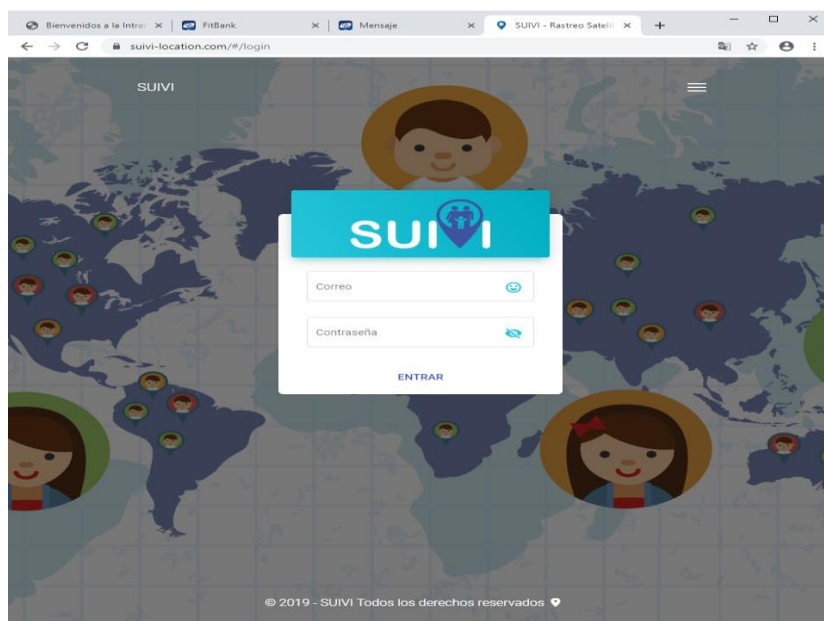 Bienvenidos a la Intra
FitBank
Mensaje
SUIVI - Rastreo Sateli
suivi-location.com/#/login
SUIVI
SUIVI
Correo
Contraseña
ENTRAR
© 2019 - SUIVI Todos los derechos reservados